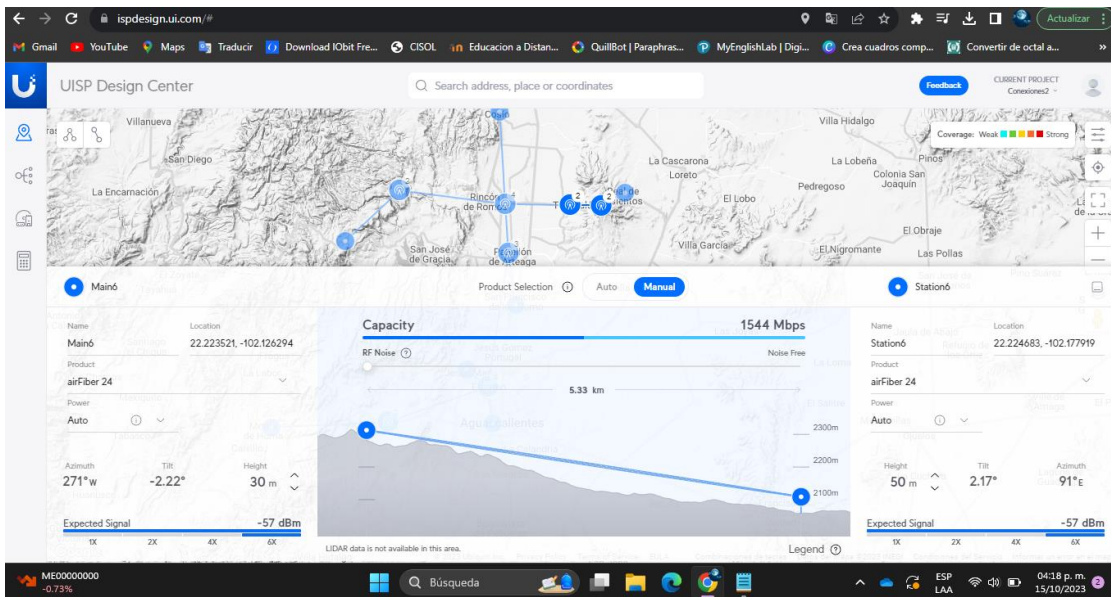 ispdesign.ui.com/#
Actualizar
Gmail YouTube Maps Traducir Download IObit Fre... CISOL Educacion a Distan... QuillBot | Paraphras... MyEnglishLab | Digi... Crea cuadros comp... Convertir de octal a... »
UISP Design Center
Search address, place or coordinates
Feedback
CURRENT PROJECT
Conexiones2
Villanueva
Villa Hidalgo
Coverage: Weak Strong
San Diego
La Cascarona
La Lobeña
Pinos
Loreto
Colonia San
Joaquin
La Encarnación
Pedregoso
El Lobo
El Obraje
San José
de Gracia
Villa García
El Nigromante
Las Pollas
de Arteaga
Main6
Product Selection
Auto
Manual
Station6
Name
Location
Main6
22.223521, -102.126294
Product
airFiber 24
Power
Auto
Azimuth
Tilt
Height
271° W
-2.22°
30 m
Expected Signal
-57 dBm
1X 2X 4X 6X
Capacity
1544 Mbps
RF Noise
Noise Free
5.33 km
2300m
2200m
2100m
LIDAR data is not available in this area.
Legend
Name
Location
Station6
22.224683, -102.177919
Product
airFiber 24
Power
Auto
Height
Tilt
Azimuth
50 m
2.17°
91° E
Expected Signal
-57 dBm
1X 2X 4X 6X
ME00000000
-0.73%
Búsqueda
ESP
LAA
04:18 p. m.
15/10/2023
2